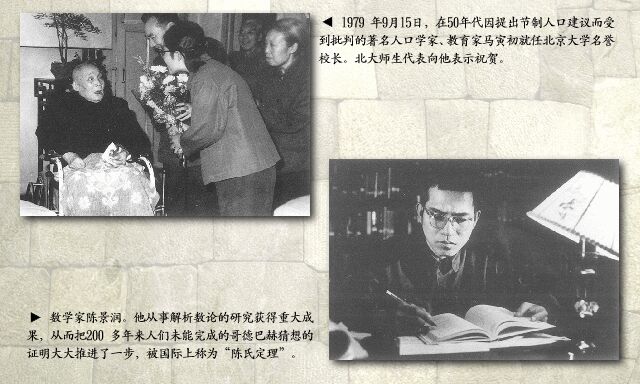 ◀ 1979 年9月15日，在50年代因提出节制人口建议而受
到批判的著名人口学家、教育家马寅初就任北京大学名誉
校长。北大师生代表向他表示祝贺。
▶ 数学家陈景润。他从事解析数论的研究获得重大成
果，从而把200 多年来人们未能完成的哥德巴赫猜想的
证明大大推进了一步，被国际上称为“陈氏定理”。